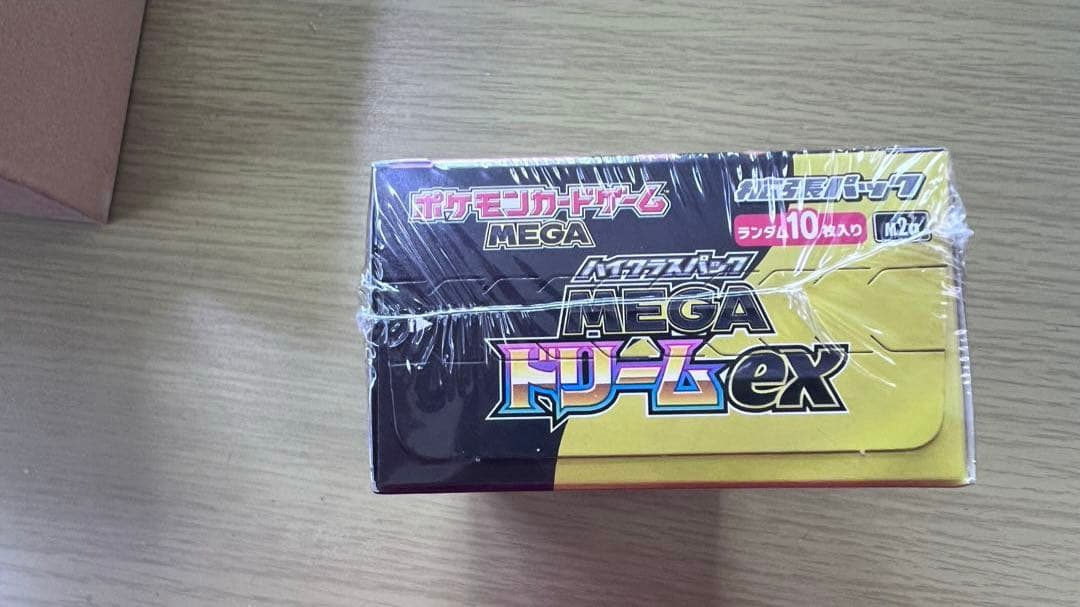 ポケモンカードゲーム
MEGA
拡張パック
ランダム10枚入り
M2a
ハイクラスパック
MEGA
ドリームex